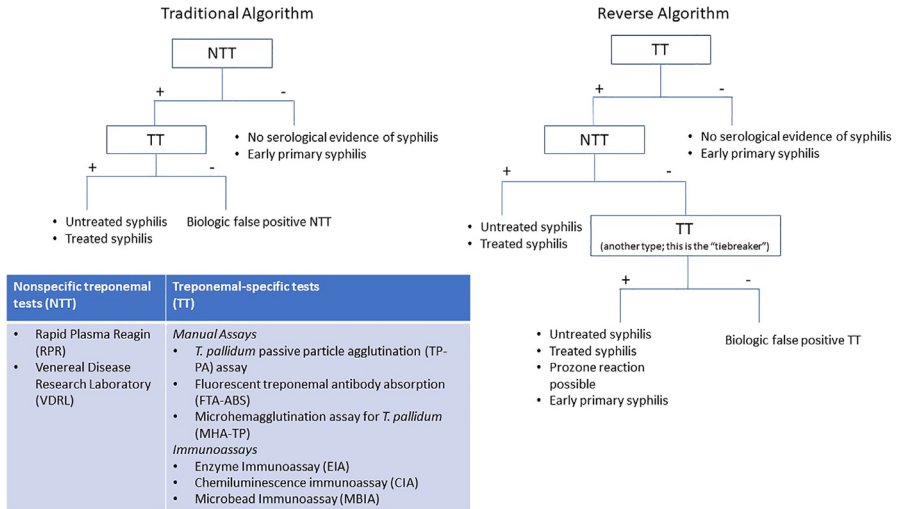 Traditional Algorithm
NTT
+
-
TT
• No serological evidence of syphilis
• Early primary syphilis
+
-
• Untreated syphilis
• Treated syphilis
Biologic false positive NTT
Reverse Algorithm
TT
+
-
NTT
• No serological evidence of syphilis
• Early primary syphilis
+
-
• Untreated syphilis
• Treated syphilis
TT
(another type; this is the “tiebreaker”)
+
-
• Untreated syphilis
• Treated syphilis
• Prozone reaction
possible
• Early primary syphilis
Biologic false positive TT
Nonspecific treponemal
tests (NTT)
• Rapid Plasma Reagin
(RPR)
• Venereal Disease
Research Laboratory
(VDRL)
Treponemal-specific tests
(TT)
Manual Assays
• T. pallidum passive particle agglutination (TP-
PA) assay
• Fluorescent treponemal antibody absorption
(FTA-ABS)
• Microhemagglutination assay for T. pallidum
(MHA-TP)
Immunoassays
• Enzyme Immunoassay (EIA)
• Chemiluminescence immunoassay (CIA)
• Microbead Immunoassay (MBIA)